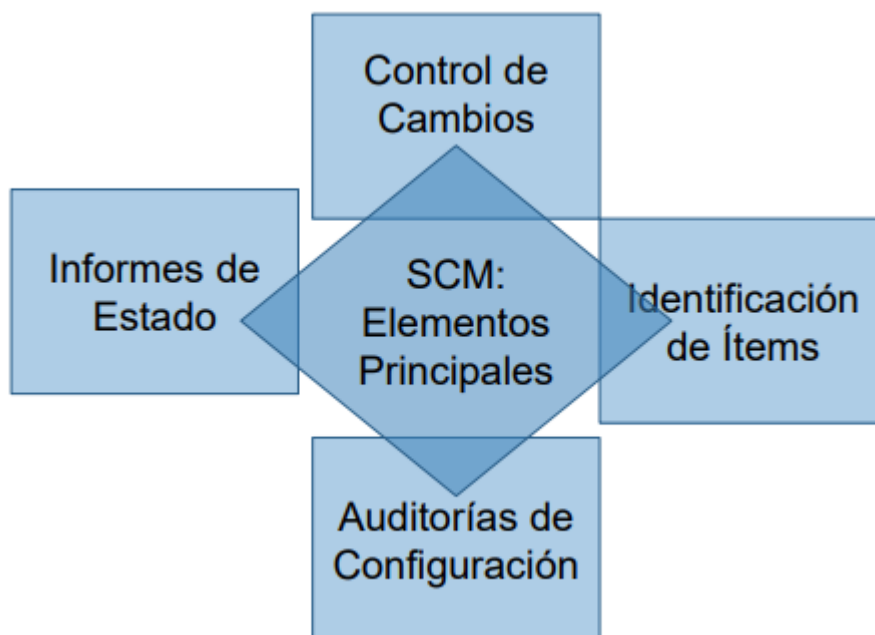 Control de
Cambios
Informes de
Estado
SCM:
Elementos
Principales
Identificación
de Ítems
Auditorías de
Configuración